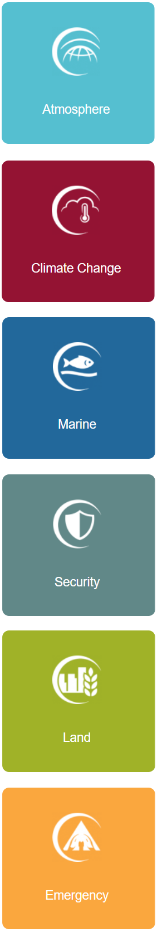 Atmosphere
Climate Change
Marine
Security
Land
Emergency